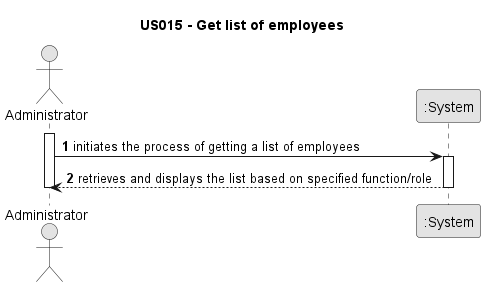 US015 - Get list of employees
Administrator
:System
1 initiates the process of getting a list of employees
2 retrieves and displays the list based on specified function/role
Administrator
:System